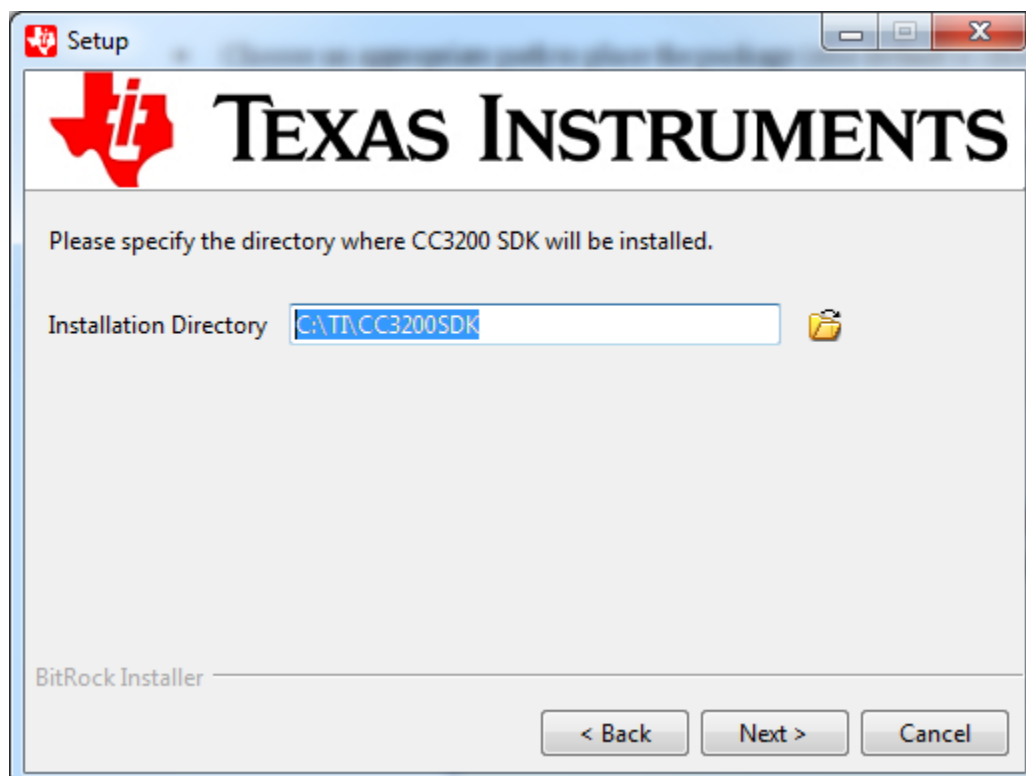 Setup
TEXAS INSTRUMENTS
Please specify the directory where CC3200 SDK will be installed.
Installation Directory C:\TI\CC3200SDK
BitRock Installer
< Back Next > Cancel